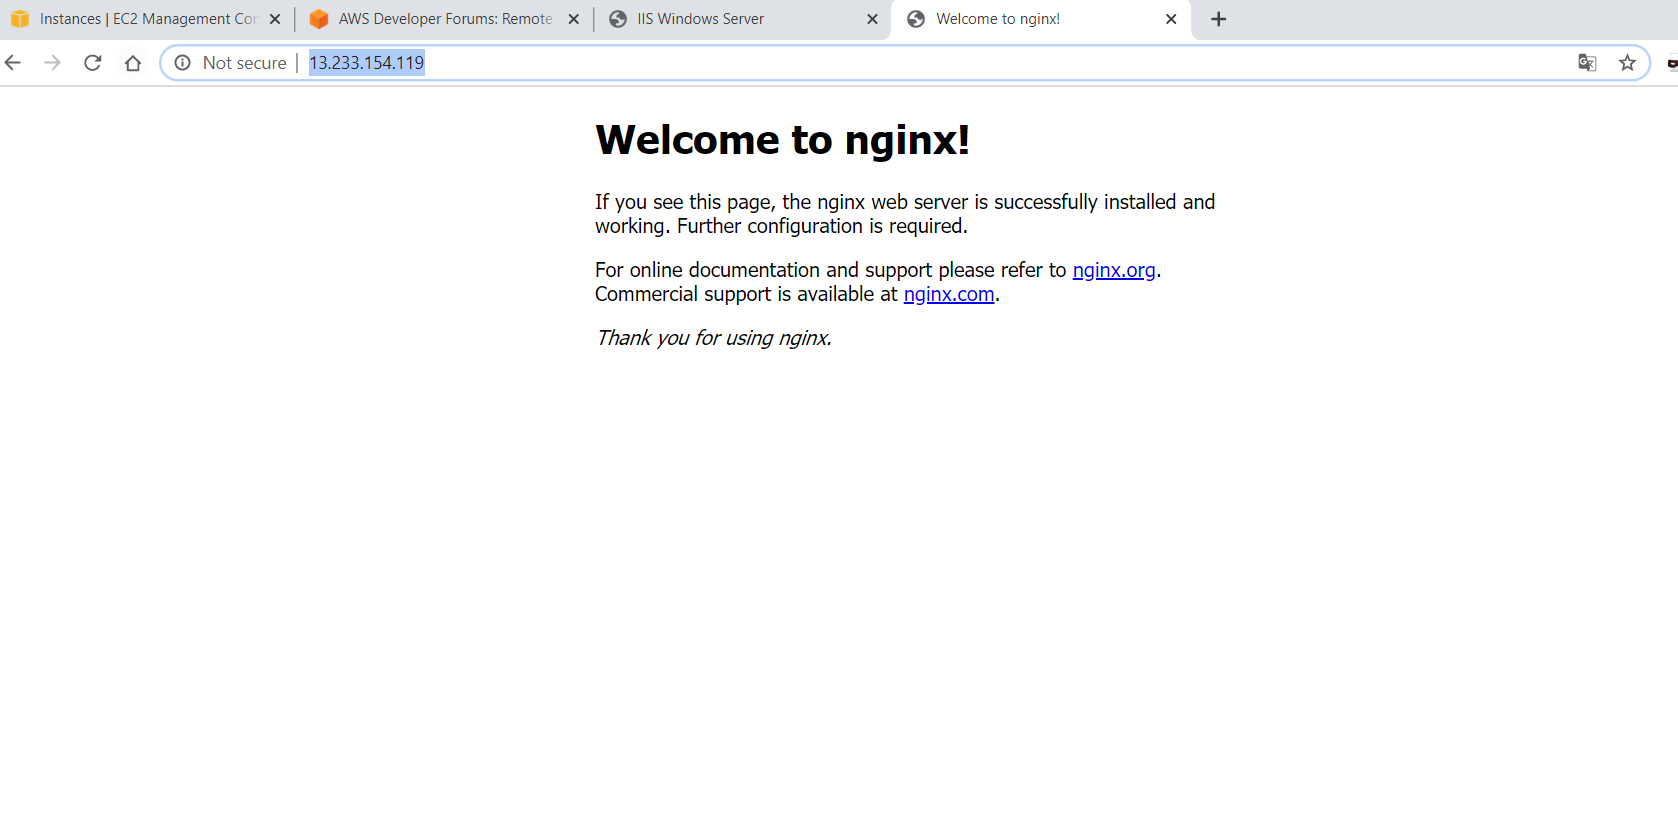 Instances | EC2 Management Con
AWS Developer Forums: Remote
IIS Windows Server
Welcome to nginx!
Not secure | 13.233.154.119
Welcome to nginx!
If you see this page, the nginx web server is successfully installed and
working. Further configuration is required.
For online documentation and support please refer to nginx.org.
Commercial support is available at nginx.com.
Thank you for using nginx.